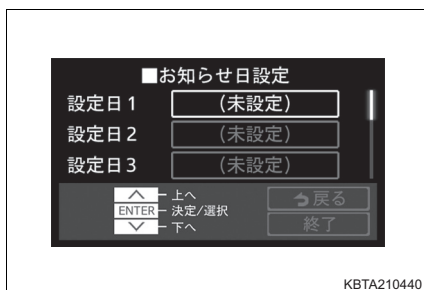 ■お知らせ日設定
設定日1 (未設定)
設定日2 (未設定)
設定日3 (未設定)
上へ
ENTER 決定/選択
下へ
戻る
終了
KBTA210440